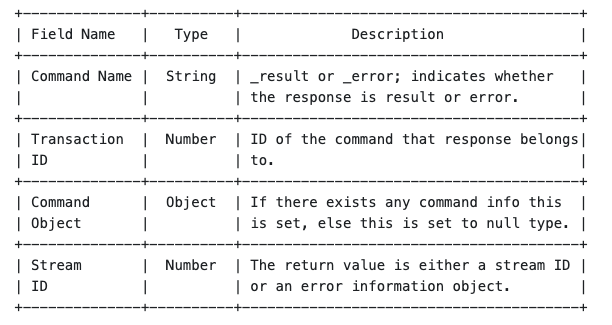 +--------------+----------+----------------------------------------+
| Field Name   |   Type   |             Description                |
+--------------+----------+----------------------------------------+
| Command Name |  String  | _result or _error; indicates whether   |
|              |          | the response is result or error.       |
+--------------+----------+----------------------------------------+
| Transaction  |  Number  | ID of the command that response belongs|
| ID           |          | to.                                    |
+--------------+----------+----------------------------------------+
| Command      |  Object  | If there exists any command info this  |
| Object       |          | is set, else this is set to null type. |
+--------------+----------+----------------------------------------+
| Stream       |  Number  | The return value is either a stream ID |
| ID           |          | or an error information object.        |
+--------------+----------+----------------------------------------+